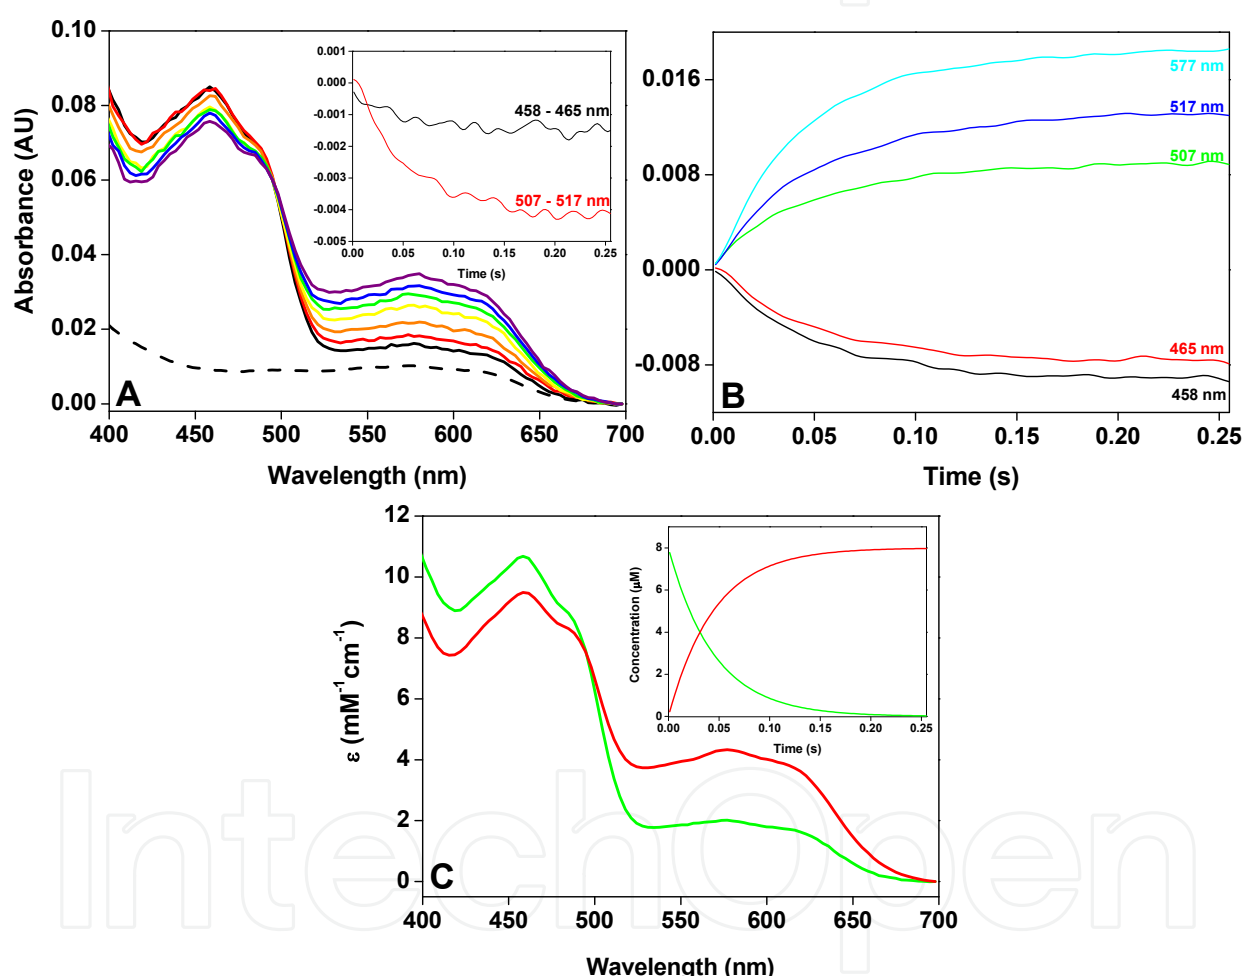 0.10
0.08
0.06
0.04
0.02
0.00
Absorbance (AU)
400 450 500 550 600 650 700
Wavelength (nm)
A
0.001
0.000
-0.001
-0.002
-0.003
-0.004
-0.005
0.00 0.05 0.10 0.15 0.20 0.25
Time (s)
458 - 465 nm
507 - 517 nm
0.016
0.008
0.000
-0.008
577 nm
517 nm
507 nm
465 nm
458 nm
B
0.00 0.05 0.10 0.15 0.20 0.25
Time (s)
12
10
8
6
4
2
0
ε (mM-1cm-1)
C
400 450 500 550 600 650 700
Wavelength (nm)
8
6
4
2
0
Concentration (µM)
0.00 0.05 0.10 0.15 0.20 0.25
Time (s)
IntechOpen